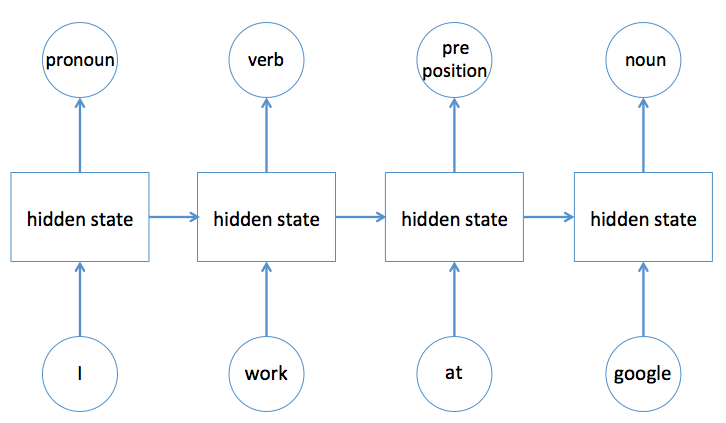 pronoun
verb
pre
position
noun
hidden state
hidden state
hidden state
hidden state
I
work
at
google